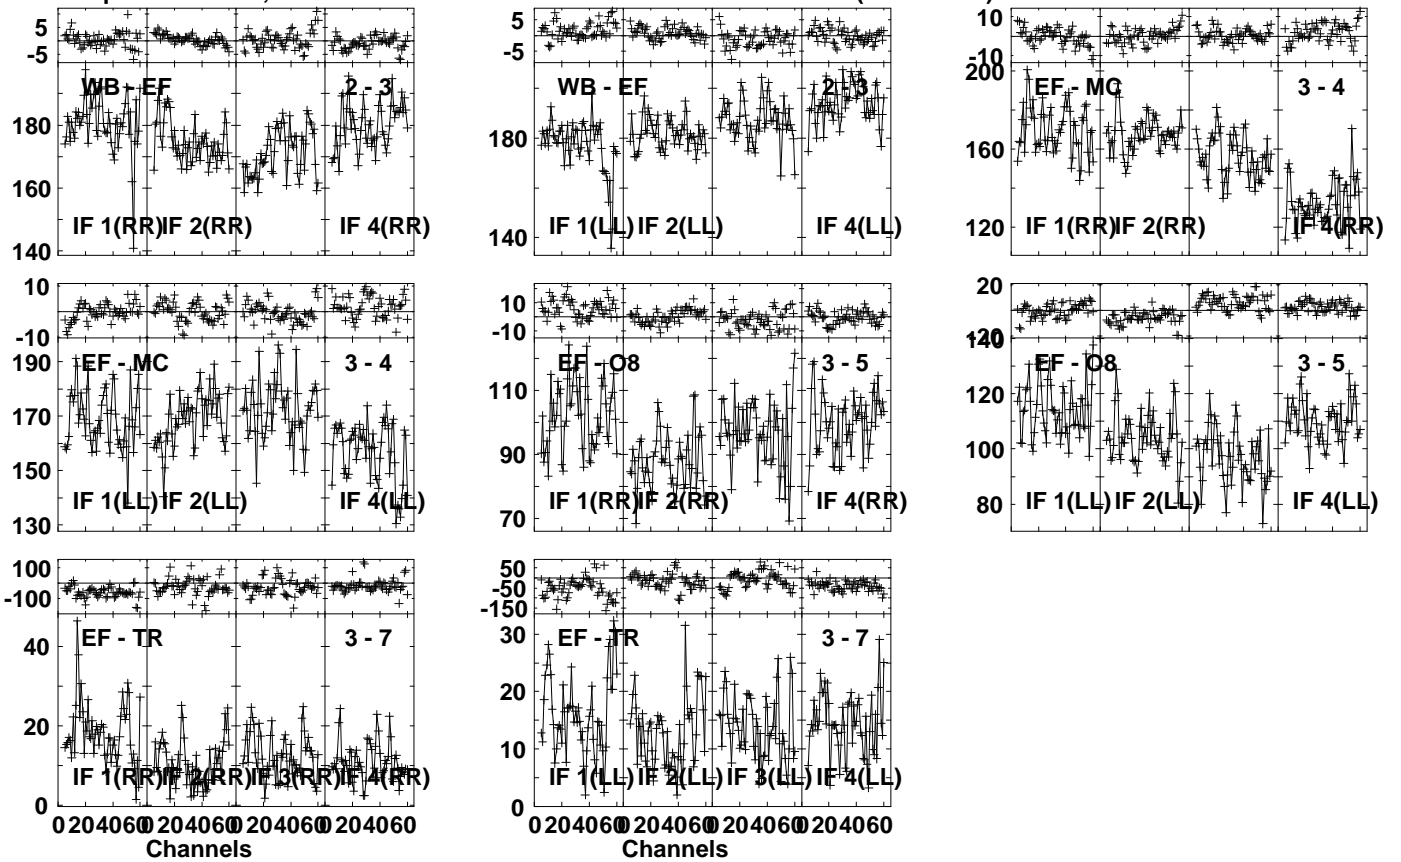 5 -5 5 -5 10 -10
WB - EF 2 - 3 WB - EF 2 - 3 200 EF - MC 3 - 4
180 180 160
160
IF 1(RR) IF 2(RR) IF 4(RR) IF 1(LL) IF 2(LL) IF 4(LL) IF 1(RR) IF 2(RR) IF 4(RR)
140 140 120
10 -10 10 -10 20 -20
190 EF - MC 3 - 4 EF - O8 3 - 5 140 EF - O8 3 - 5
170 110 120
150 90 100
IF 1(LL) IF 2(LL) IF 4(LL) IF 1(RR) IF 2(RR) IF 4(RR) IF 1(LL) IF 2(LL) IF 4(LL)
130 70 80
100 -100 50 -50 -150
EF - TR 3 - 7 EF - TR 3 - 7
40 30
20 20
10
IF 1(RR) IF 2(RR) IF 3(RR) IF 4(RR) IF 1(LL) IF 2(LL) IF 3(LL) IF 4(LL)
0 0
0 20 40 60 0 20 40 60 0 20 40 60 0 20 40 60 0 20 40 60 0 20 40 60 0 20 40 60 0 20 40 60
Channels Channels